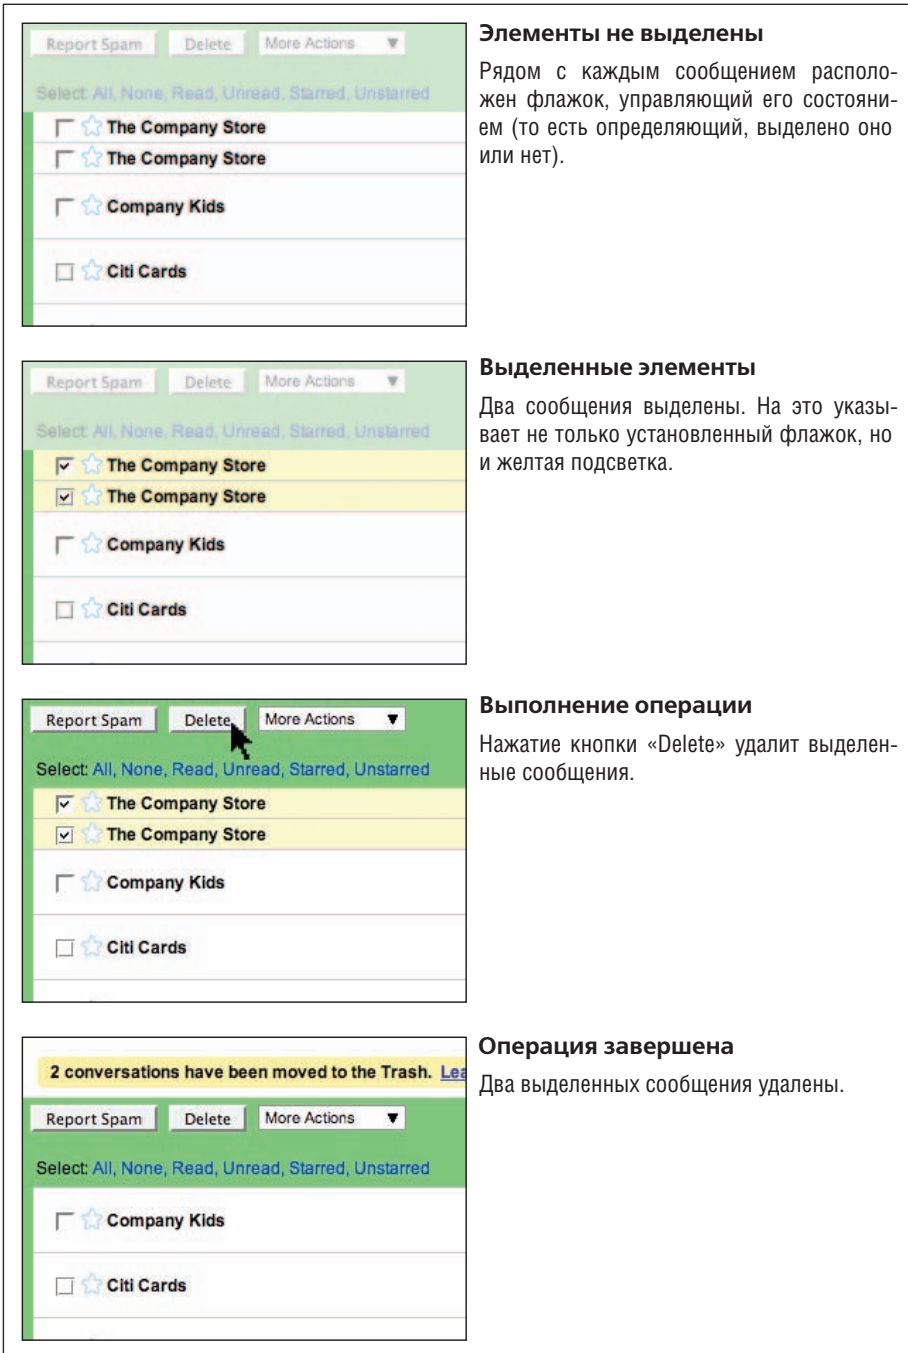 Report Spam Delete More Actions
Select: All, None, Read, Unread, Starred, Unstarred
The Company Store
The Company Store
Company Kids
Citi Cards
Элементы не выделены
Рядом с каждым сообщением располо-
жен флажок, управляющий его состояни-
ем (то есть определяющий, выделено оно
или нет).
Report Spam Delete More Actions
Select: All, None, Read, Unread, Starred, Unstarred
The Company Store
The Company Store
Company Kids
Citi Cards
Выделенные элементы
Два сообщения выделены. На это указы-
вает не только установленный флажок, но
и желтая подсветка.
Report Spam Delete More Actions
Select: All, None, Read, Unread, Starred, Unstarred
The Company Store
The Company Store
Company Kids
Citi Cards
Выполнение операции
Нажатие кнопки «Delete» удалит выделен-
ные сообщения.
2 conversations have been moved to the Trash. Lea
Report Spam Delete More Actions
Select: All, None, Read, Unread, Starred, Unstarred
Company Kids
Citi Cards
Операция завершена
Два выделенных сообщения удалены.